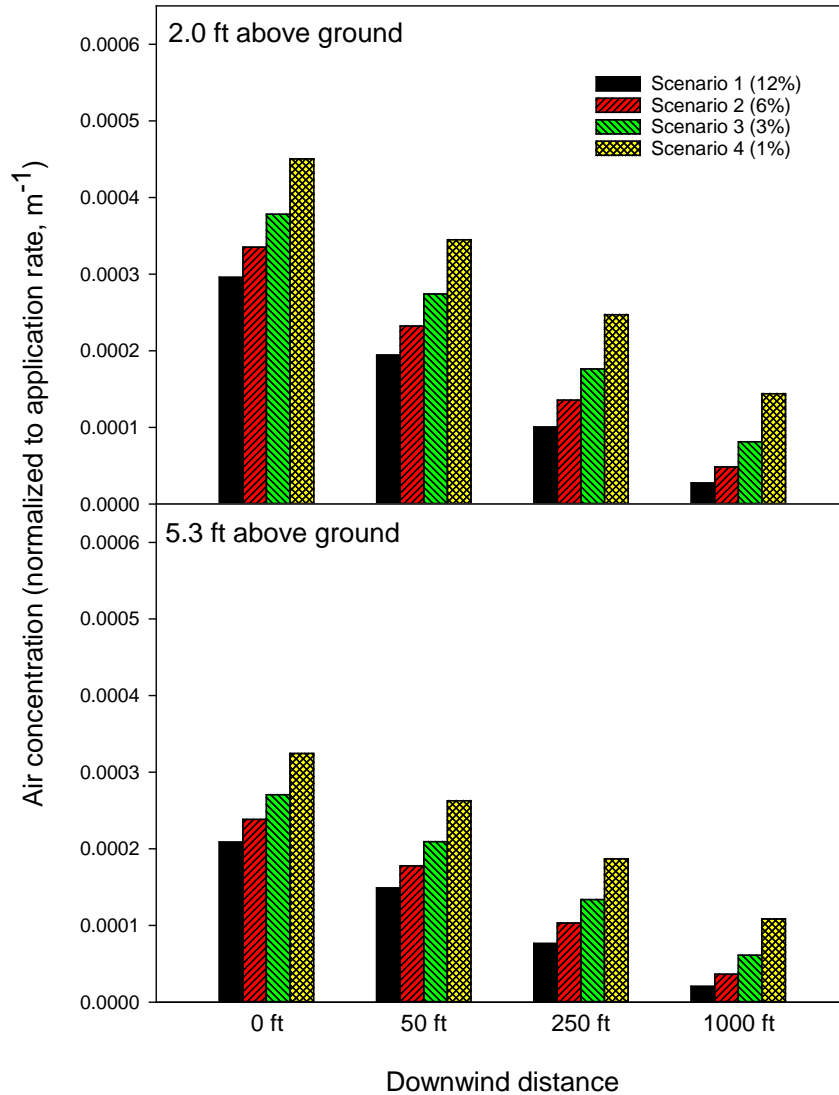 Air concentration (normalized to application rate, m⁻¹)
2.0 ft above ground
0.0006
0.0005
0.0004
0.0003
0.0002
0.0001
0.0000
Scenario 1 (12%)
Scenario 2 (6%)
Scenario 3 (3%)
Scenario 4 (1%)
5.3 ft above ground
0.0006
0.0005
0.0004
0.0003
0.0002
0.0001
0.0000
0 ft 50 ft 250 ft 1000 ft
Downwind distance